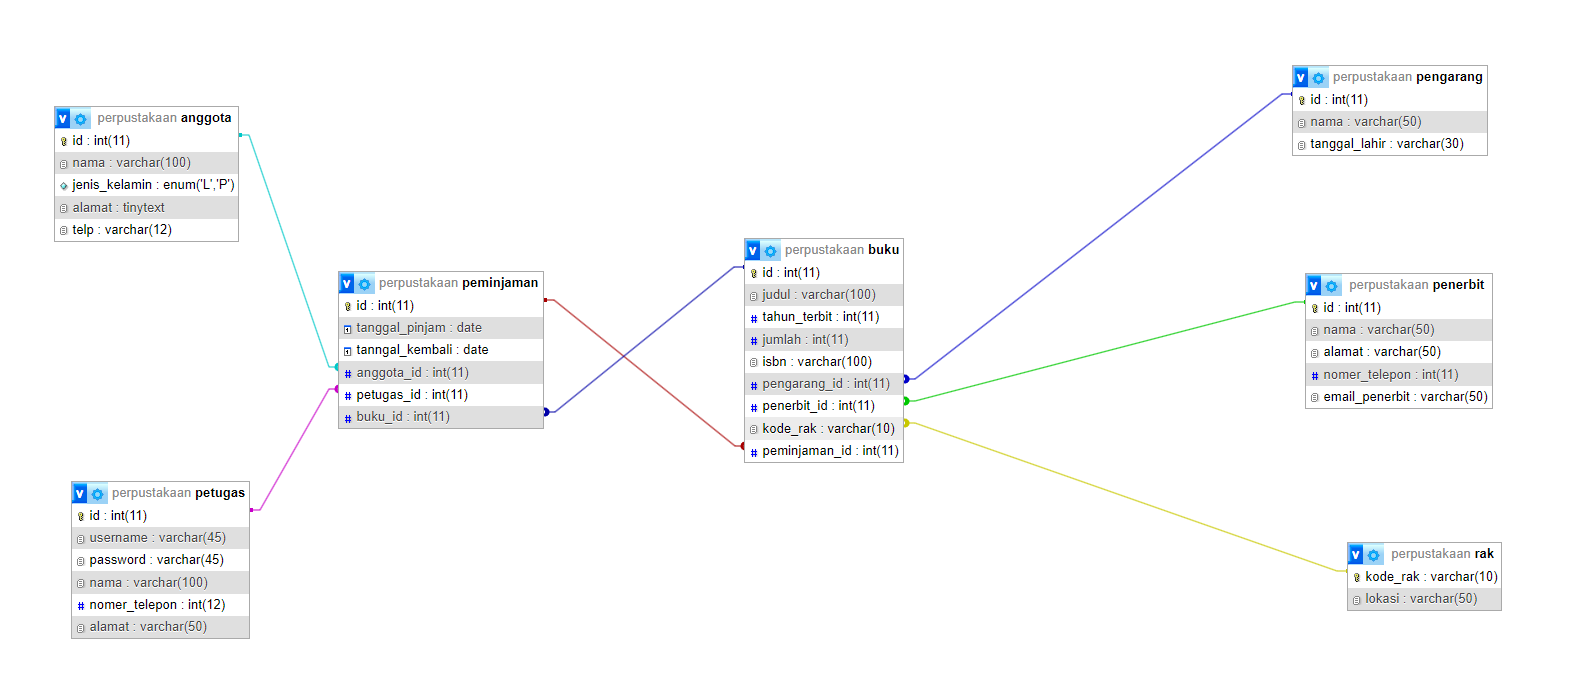 perpustakaan anggota
id : int(11)
nama : varchar(100)
jenis_kelamin : enum('L','P')
alamat : tinytext
telp : varchar(12)
perpustakaan petugas
id : int(11)
username : varchar(45)
password : varchar(45)
nama : varchar(100)
nomer_telepon : int(12)
alamat : varchar(50)
perpustakaan peminjaman
id : int(11)
tanggal_pinjam : date
tanngal_kembali : date
anggota_id : int(11)
petugas_id : int(11)
buku_id : int(11)
perpustakaan buku
id : int(11)
judul : varchar(100)
tahun_terbit : int(11)
jumlah : int(11)
isbn : varchar(100)
pengarang_id : int(11)
penerbit_id : int(11)
kode_rak : varchar(10)
peminjaman_id : int(11)
perpustakaan pengarang
id : int(11)
nama : varchar(50)
tanggal_lahir : varchar(30)
perpustakaan penerbit
id : int(11)
nama : varchar(50)
alamat : varchar(50)
nomer_telepon : int(11)
email_penerbit : varchar(50)
perpustakaan rak
kode_rak : varchar(10)
lokasi : varchar(50)